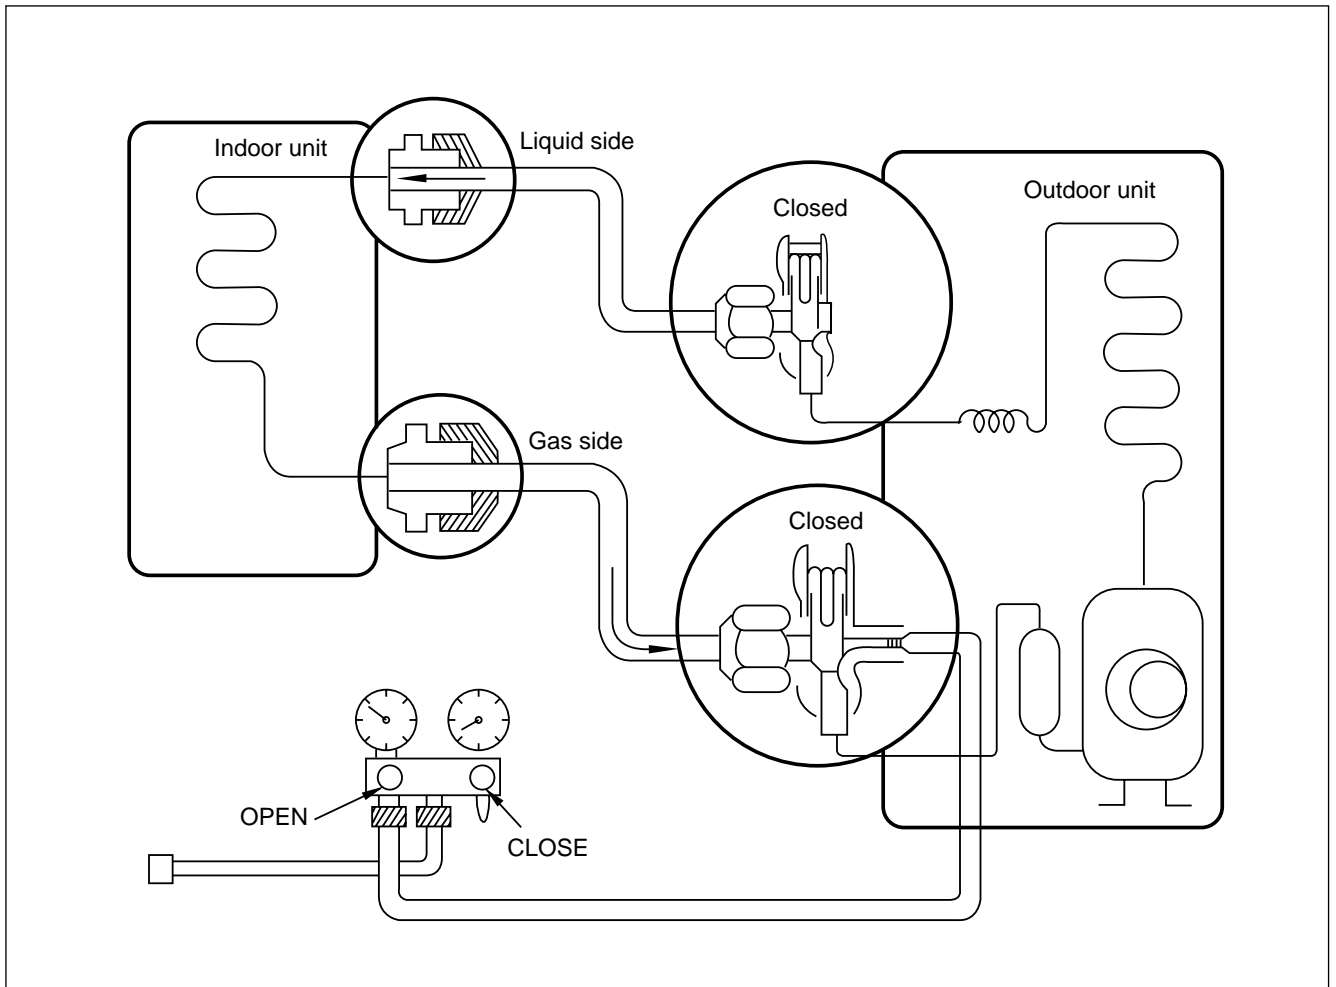 Indoor unit
Liquid side
Outdoor unit
Closed
Gas side
Closed
OPEN
CLOSE